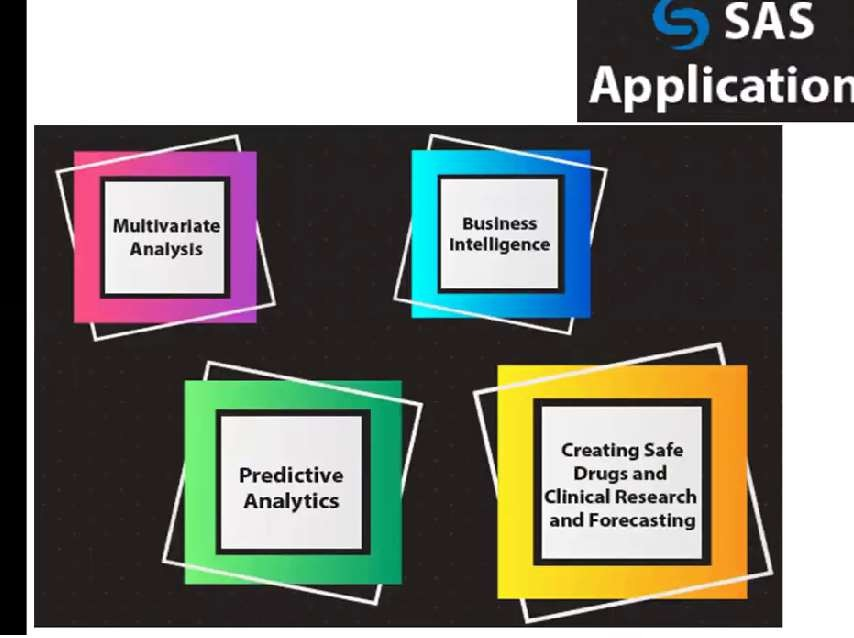 SAS
Application
Multivariate
Analysis
Business
Intelligence
Predictive
Analytics
Creating Safe
Drugs and
Clinical Research
and Forecasting